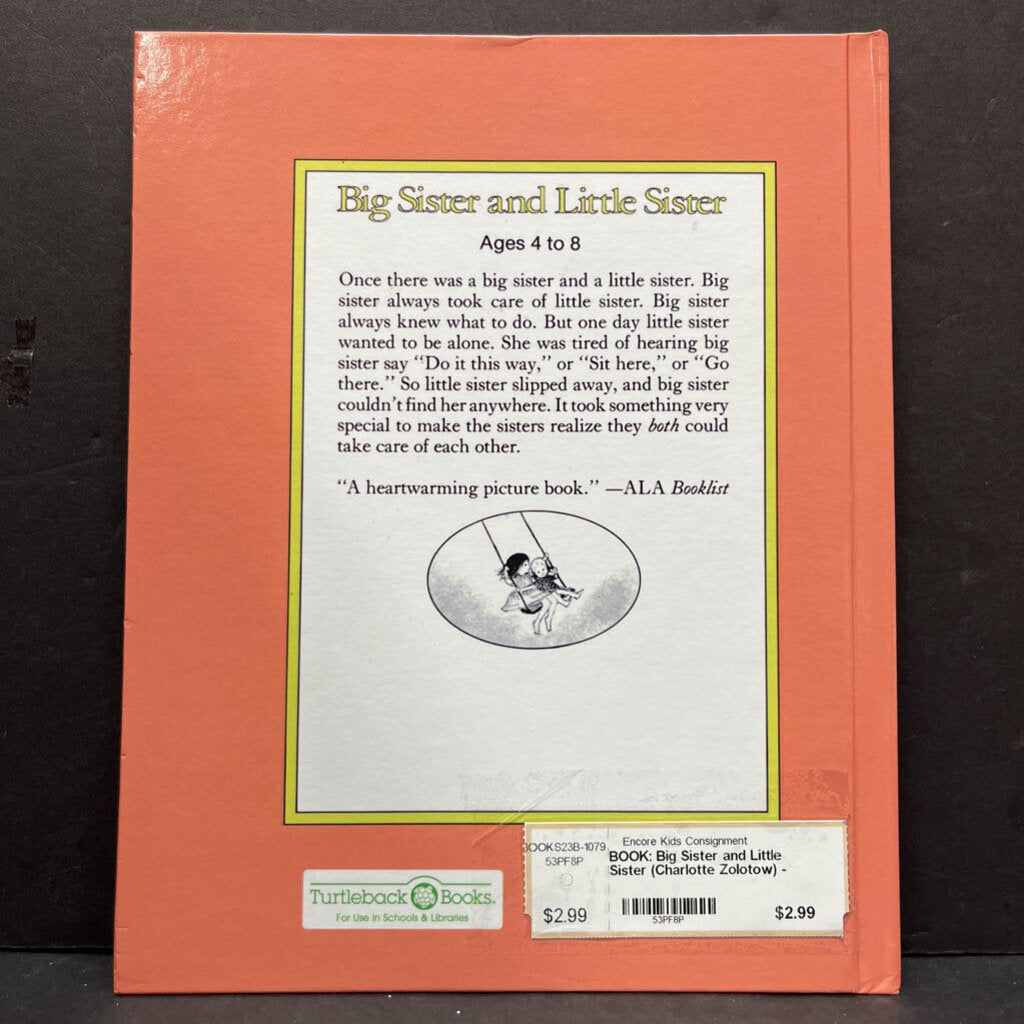 Big Sister and Little Sister
Ages 4 to 8
Once there was a big sister and a little sister. Big
sister always took care of little sister. Big sister
always knew what to do. But one day little sister
wanted to be alone. She was tired of hearing big
sister say "Do it this way," or "Sit here," or "Go
there." So little sister slipped away, and big sister
couldn't find her anywhere. It took something very
special to make the sisters realize they both could
take care of each other.
"A heartwarming picture book." —ALA Booklist
Turtleback Books®
For Use in Schools & Libraries
OOKS23B-1079
53PF8P
$2.99
Encore Kids Consignment
BOOK: Big Sister and Little
Sister (Charlotte Zolotow) -
53PF8P
$2.99